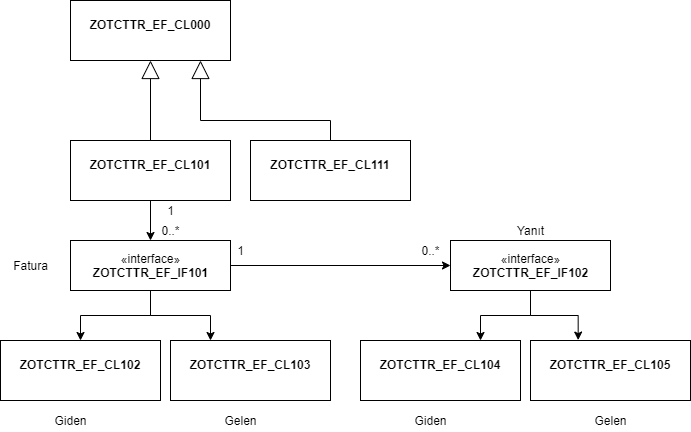 ZOTCTTR_EF_CL000
ZOTCTTR_EF_CL101
ZOTCTTR_EF_CL111
1
0..*
Yanıt
Fatura
«interface»
ZOTCTTR_EF_IF101
1
0..*
«interface»
ZOTCTTR_EF_IF102
ZOTCTTR_EF_CL102
ZOTCTTR_EF_CL103
ZOTCTTR_EF_CL104
ZOTCTTR_EF_CL105
Giden
Gelen
Giden
Gelen